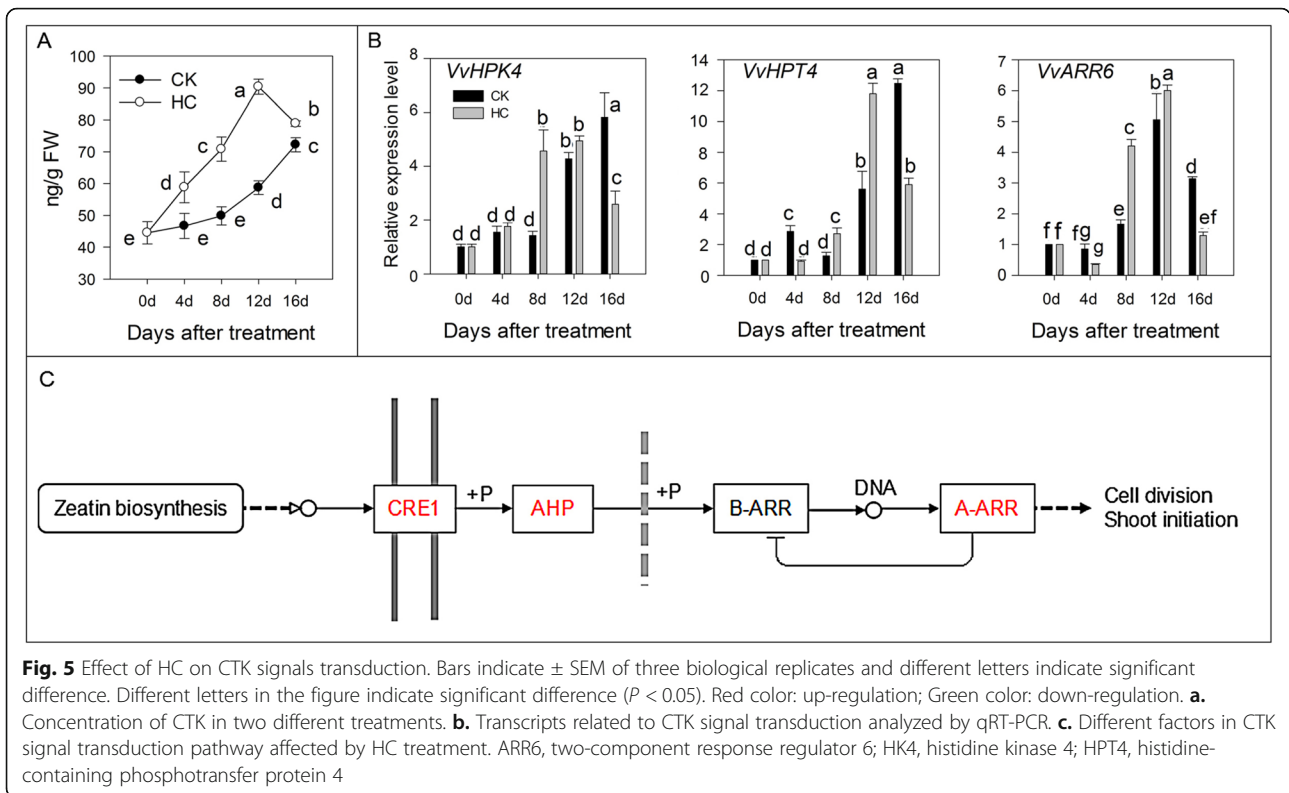 A
100
90
80
70
60
50
40
30
ng/g FW
CK
HC
a
b
c
c
d
d
e
e
e
0d 4d 8d 12d 16d
Days after treatment
B
8
6
4
2
0
Relative expression level
VvHPK4
CK
HC
d d d d d b b b a c
0d 4d 8d 12d 16d
Days after treatment
14
12
10
8
6
4
2
0
VvHPT4
d d c d d c b a a b
0d 4d 8d 12d 16d
Days after treatment
8
6
4
2
0
VvARR6
f f fg g e c b a d ef
0d 4d 8d 12d 16d
Days after treatment
C
Zeatin biosynthesis
CRE1
+P
AHP
+P
B-ARR
DNA
A-ARR
Cell division
Shoot initiation
Fig. 5 Effect of HC on CTK signals transduction. Bars indicate ± SEM of three biological replicates and different letters indicate significant
difference. Different letters in the figure indicate significant difference (P < 0.05). Red color: up-regulation; Green color: down-regulation. a.
Concentration of CTK in two different treatments. b. Transcripts related to CTK signal transduction analyzed by qRT-PCR. c. Different factors in CTK
signal transduction pathway affected by HC treatment. ARR6, two-component response regulator 6; HK4, histidine kinase 4; HPT4, histidine-
containing phosphotransfer protein 4